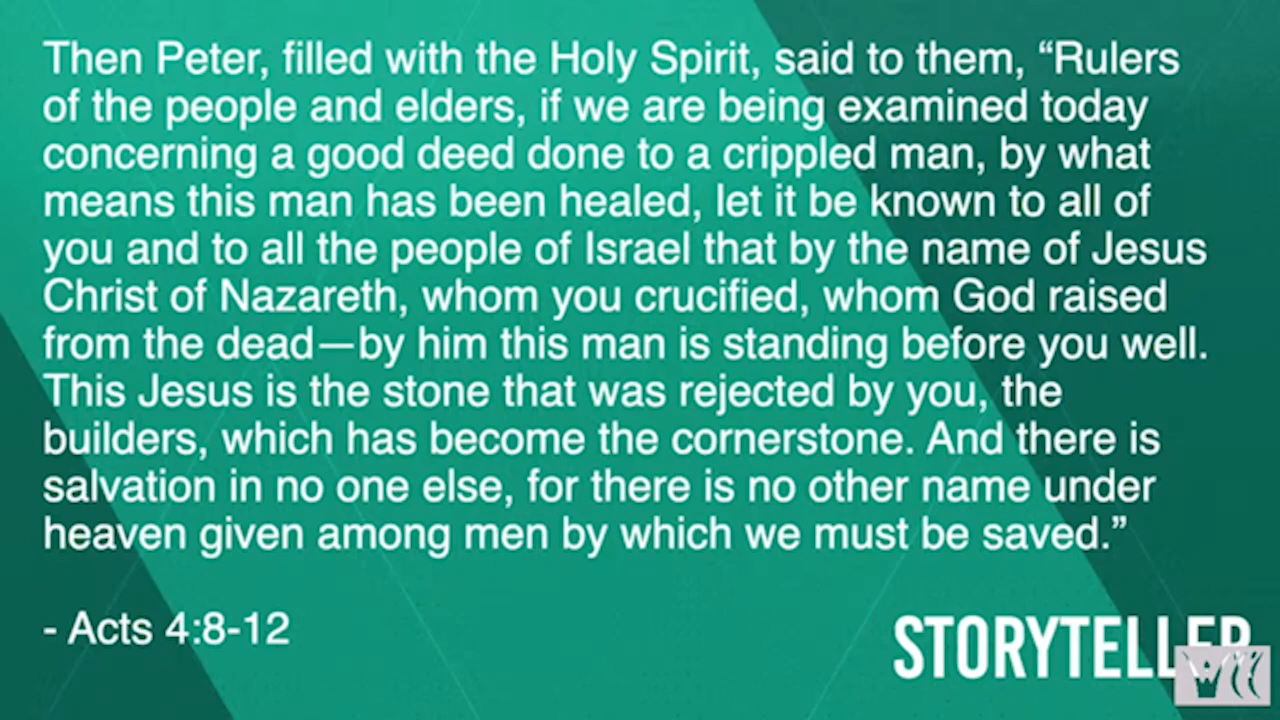 Then Peter, filled with the Holy Spirit, said to them, “Rulers
of the people and elders, if we are being examined today
concerning a good deed done to a crippled man, by what
means this man has been healed, let it be known to all of
you and to all the people of Israel that by the name of Jesus
Christ of Nazareth, whom you crucified, whom God raised
from the dead—by him this man is standing before you well.
This Jesus is the stone that was rejected by you, the
builders, which has become the cornerstone. And there is
salvation in no one else, for there is no other name under
heaven given among men by which we must be saved.”
- Acts 4:8-12
STORYTELLER